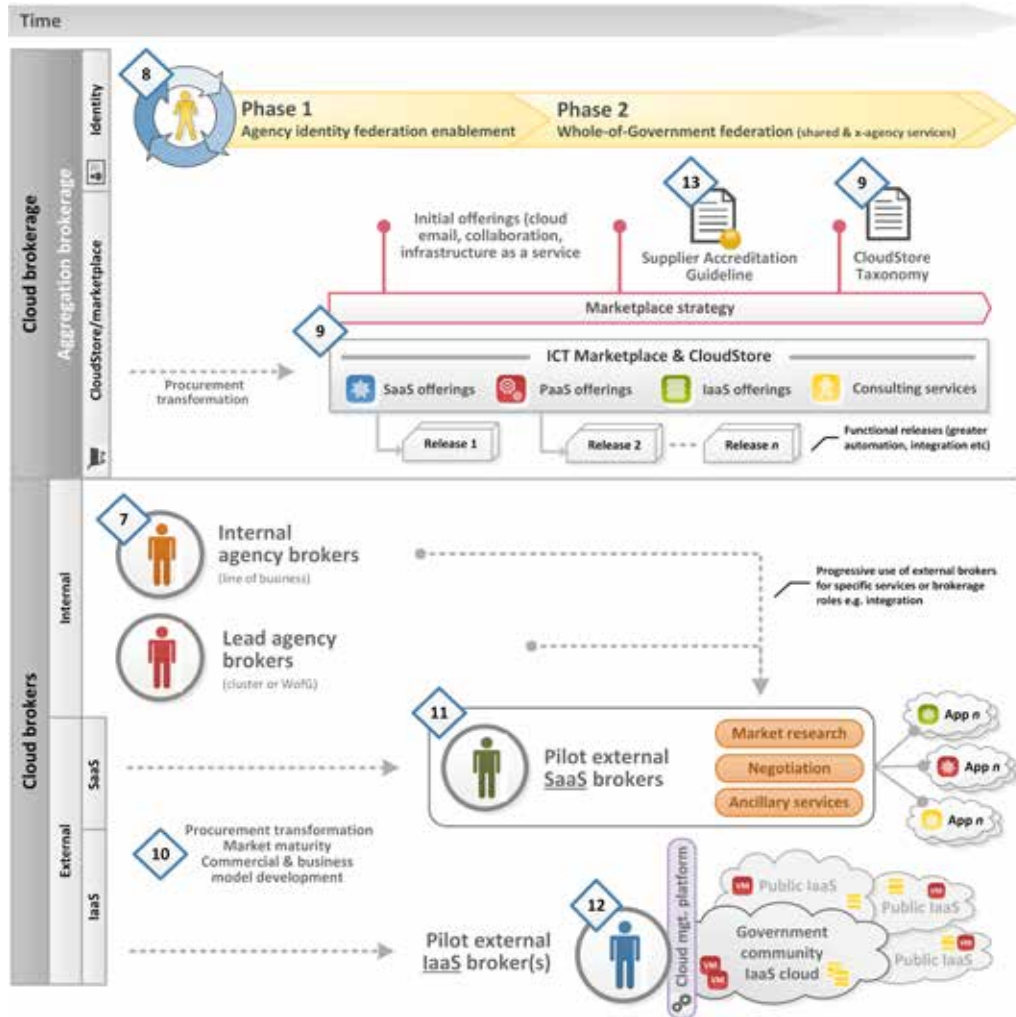 Time
Cloud brokerage
Aggregation brokerage
Identity
8
Phase 1
Agency identity federation enablement
Phase 2
Whole-of-Government federation (shared & x-agency services)
CloudStore/marketplace
Initial offerings (cloud
email, collaboration,
infrastructure as a service
13
Supplier Accreditation
Guideline
9
CloudStore
Taxonomy
Marketplace strategy
9
ICT Marketplace & CloudStore
SaaS offerings
PaaS offerings
IaaS offerings
Consulting services
Procurement
transformation
Release 1
Release 2
Release n
Functional releases (greater
automation, integration etc)
Cloud brokers
Internal
7
Internal
agency brokers
(line of business)
Lead agency
brokers
(cluster or WofG)
Progressive use of external brokers
for specific services or brokerage
roles e.g. integration
External
SaaS
11
Pilot external
SaaS brokers
Market research
Negotiation
Ancillary services
App n
App n
App n
IaaS
10
Procurement transformation
Market maturity
Commercial & business
model development
Pilot external
IaaS broker(s)
12
Cloud mgt. platform
VM
Public IaaS
VM
Public IaaS
VM
Public IaaS
Government
community
IaaS cloud
VM
VM